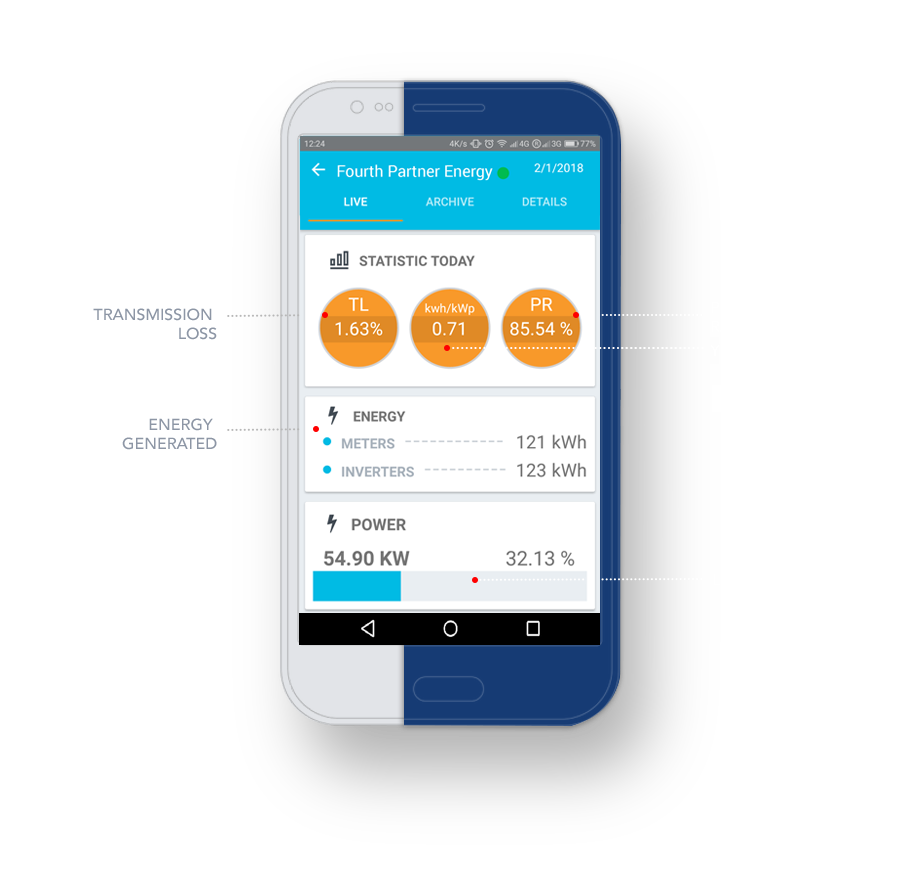 12:24 4K/s 4G R 3G 77%
Fourth Partner Energy 2/1/2018
LIVE ARCHIVE DETAILS
STATISTIC TODAY
TL kwh/kWp PR
1.63% 0.71 85.54 %
TRANSMISSION
LOSS
ENERGY
GENERATED
ENERGY
METERS 121 kWh
INVERTERS 123 kWh
POWER
54.90 KW 32.13 %